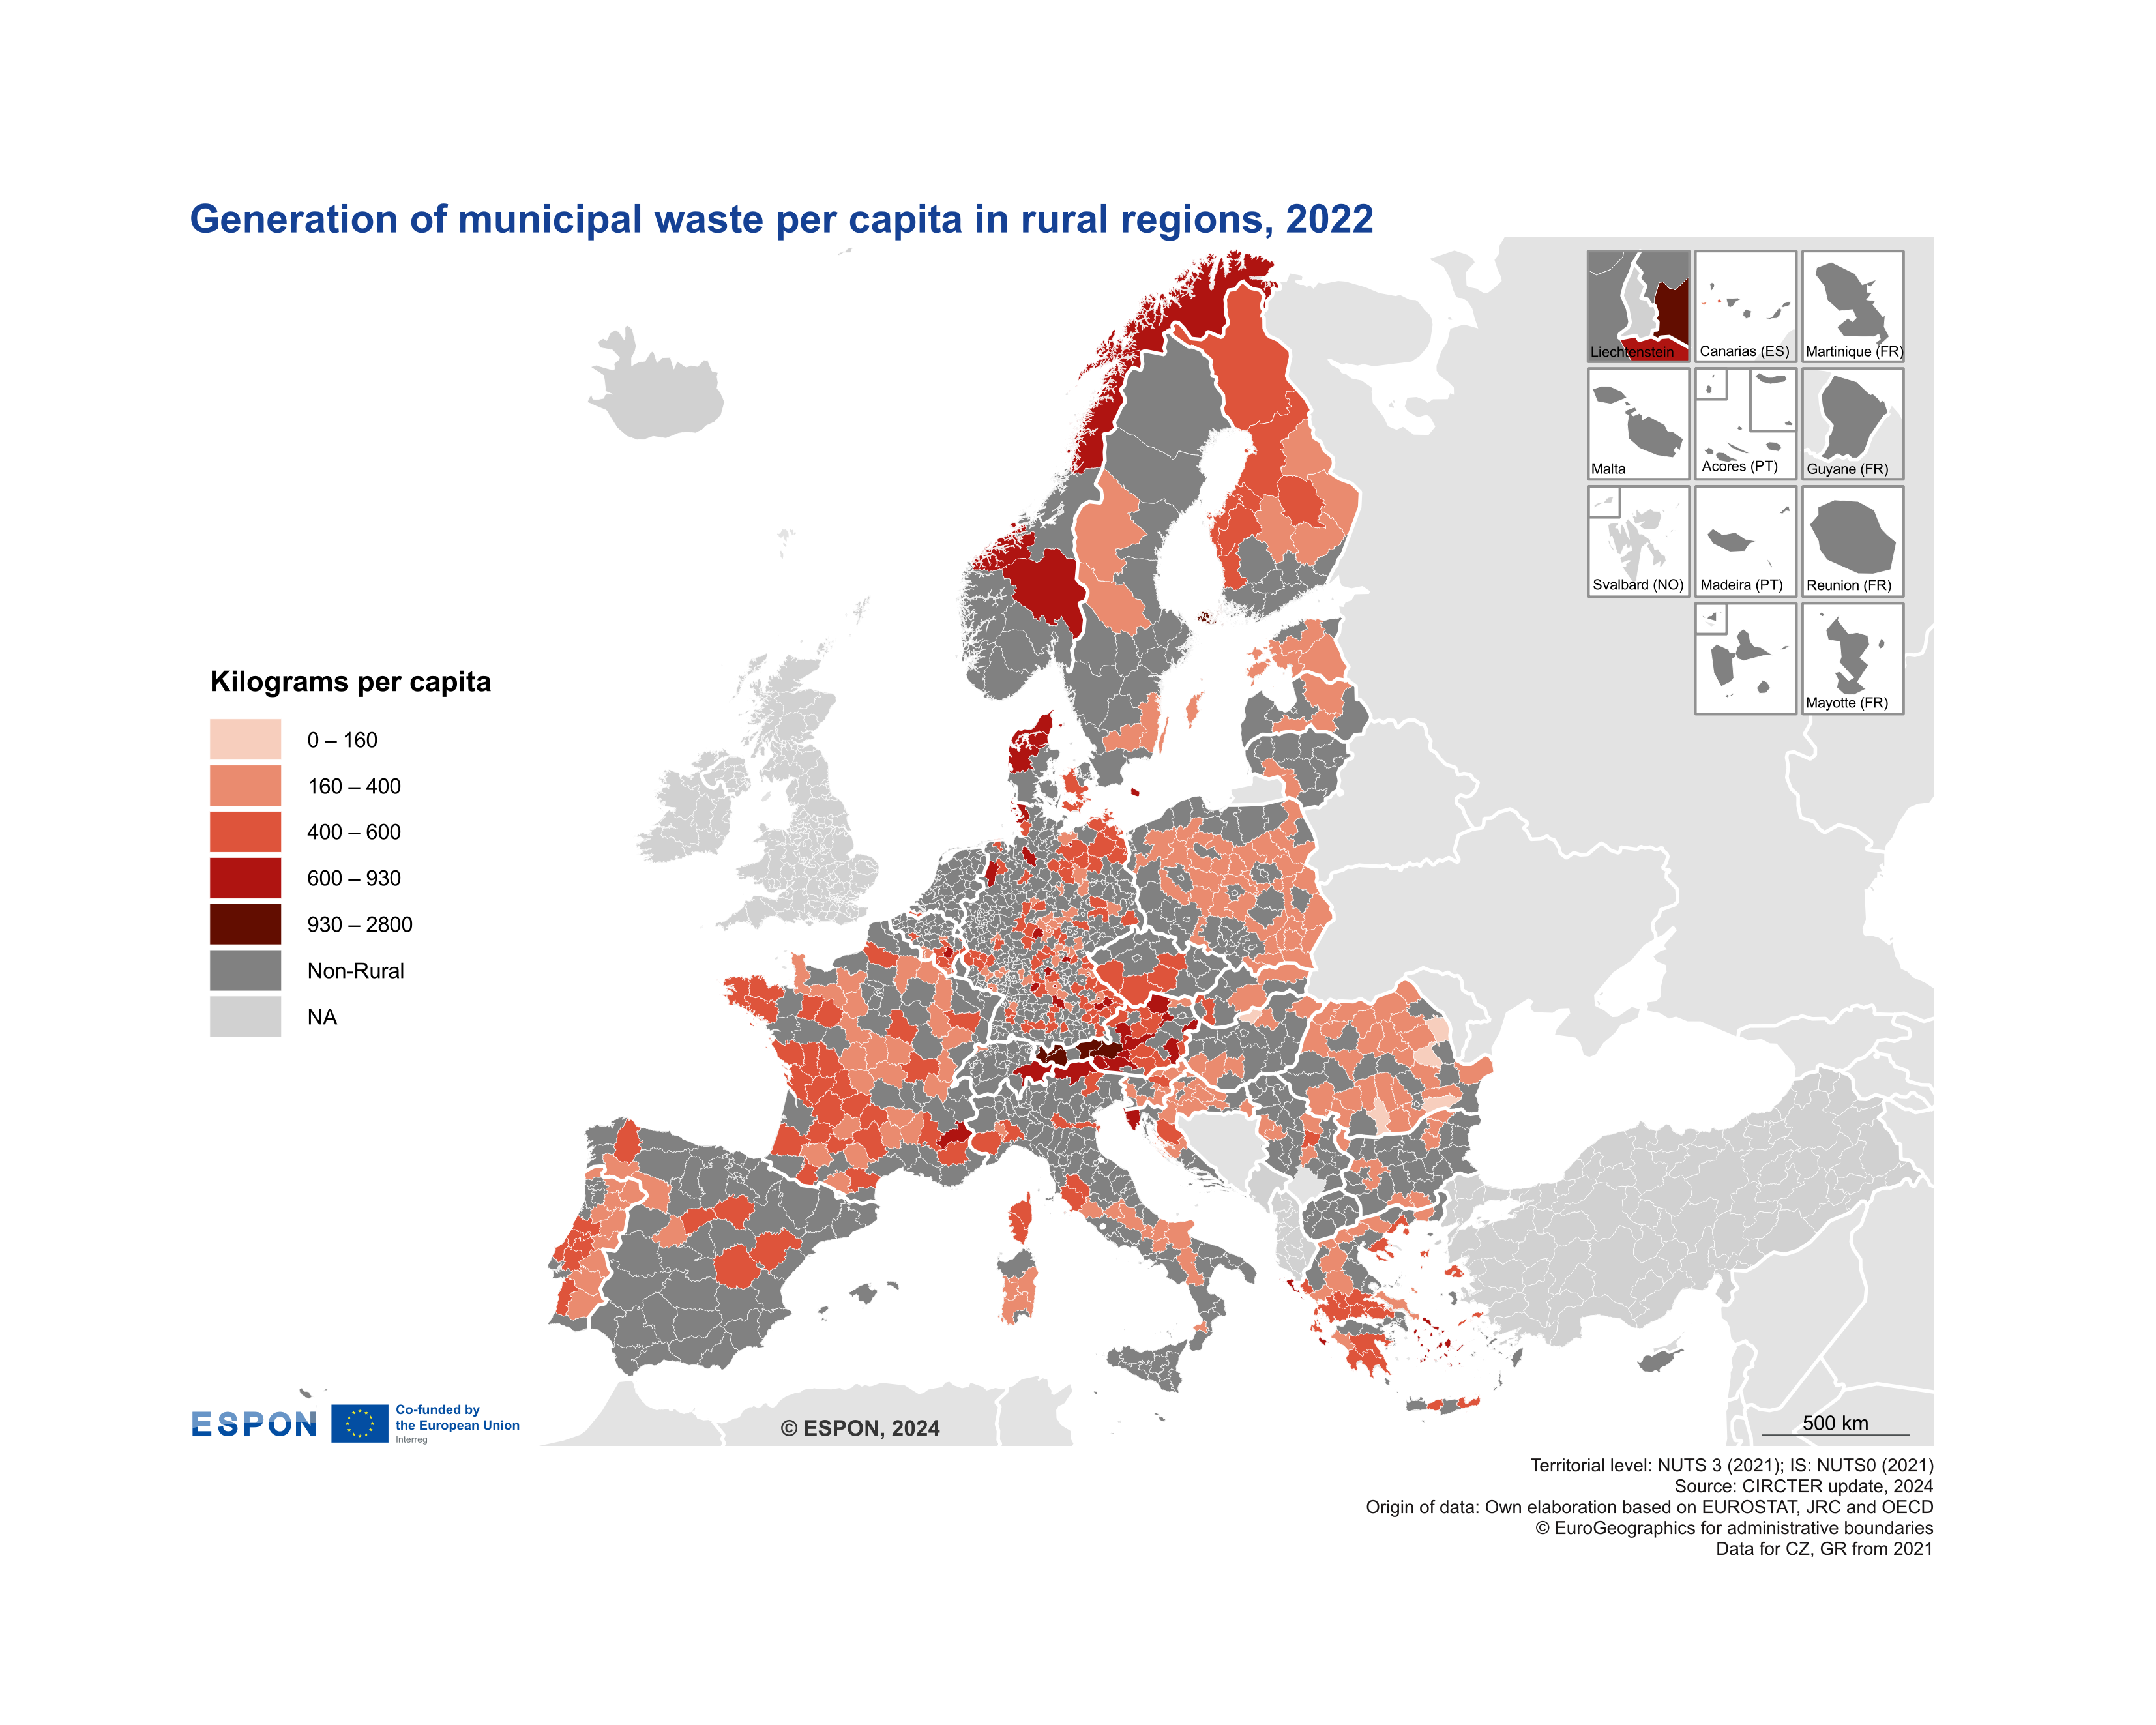 Generation of municipal waste per capita in rural regions, 2022
Liechtenstein
Canarias (ES)
Martinique (FR)
Malta
Acores (PT)
Guyane (FR)
Svalbard (NO)
Madeira (PT)
Reunion (FR)
Mayotte (FR)
Kilograms per capita
0 – 160
160 – 400
400 – 600
600 – 930
930 – 2800
Non-Rural
NA
ESPON
Co-funded by
the European Union
Interreg
© ESPON, 2024
500 km
Territorial level: NUTS 3 (2021); IS: NUTS0 (2021)
Source: CIRCTER update, 2024
Origin of data: Own elaboration based on EUROSTAT, JRC and OECD
© EuroGeographics for administrative boundaries
Data for CZ, GR from 2021